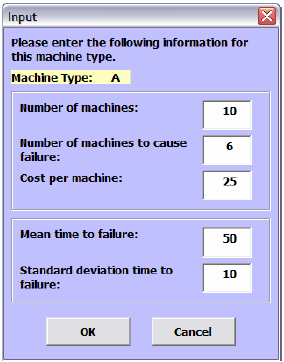 Input
Please enter the following information for
this machine type.
Machine Type: A
Number of machines: 10
Number of machines to cause
failure: 6
Cost per machine: 25
Mean time to failure: 50
Standard deviation time to
failure: 10
OK Cancel